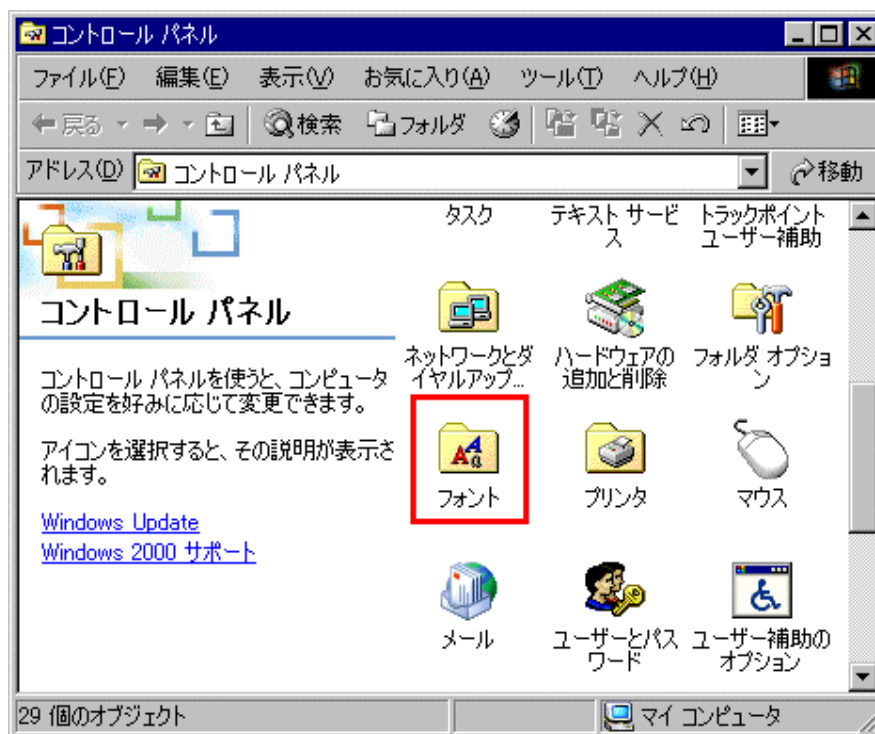 コントロール パネル
ファイル(F) 編集(E) 表示(V) お気に入り(A) ツール(T) ヘルプ(H)
戻る 検索 フォルダ
アドレス(D) コントロール パネル 移動
コントロール パネル
コントロール パネルを使うと、コンピュータ
の設定を好みに応じて変更できます。
アイコンを選択すると、その説明が表示さ
れます。
Windows Update
Windows 2000 サポート
タスク
テキスト サービ
ス
トラックポイント
ユーザー補助
ネットワークとダ
イヤルアップ...
ハードウェアの
追加と削除
フォルダ オプショ
ン
フォント
プリンタ
マウス
メール
ユーザーとパス
ワード
ユーザー補助の
オプション
29 個のオブジェクト
マイ コンピュータ